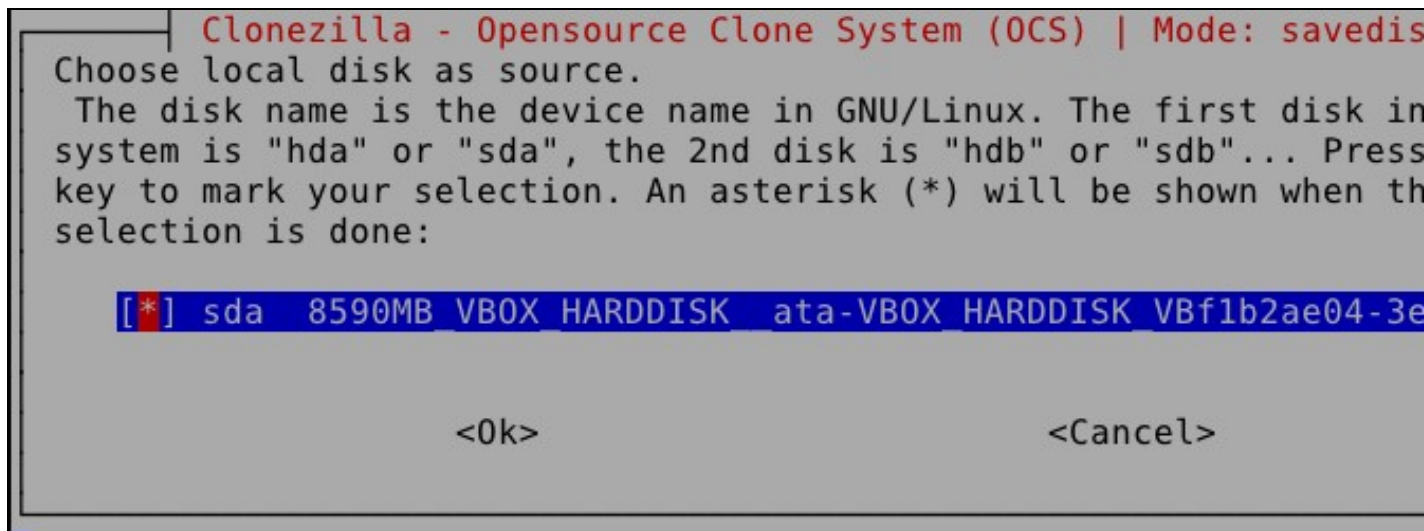 Clonezilla - Opensource Clone System (OCS) | Mode: savedis
Choose local disk as source.
The disk name is the device name in GNU/Linux. The first disk in
system is "hda" or "sda", the 2nd disk is "hdb" or "sdb"... Press
key to mark your selection. An asterisk (*) will be shown when th
selection is done:
[*] sda 8590MB_VBOX_HARDDISK__ata-VBOX_HARDDISK_VBf1b2ae04-3e
<Ok> <Cancel>